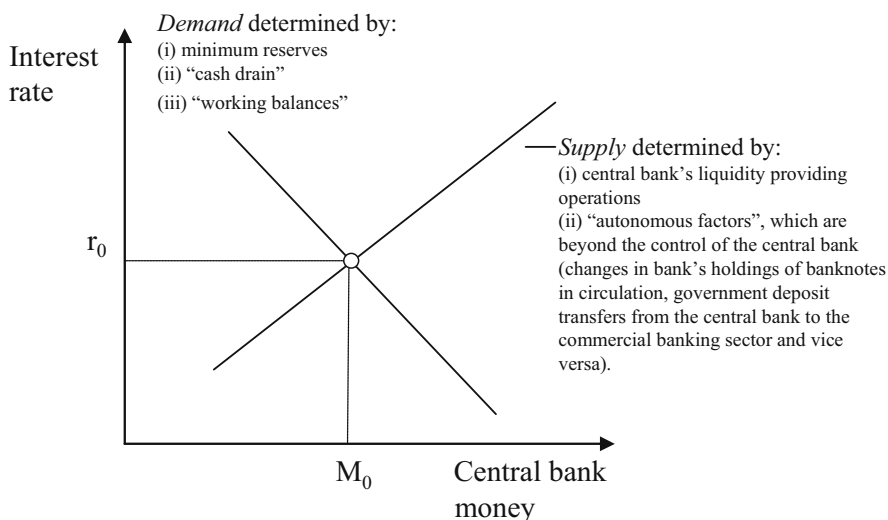 Demand determined by:
(i) minimum reserves
(ii) “cash drain”
(iii) “working balances”
Interest
rate
Supply determined by:
(i) central bank’s liquidity providing
operations
(ii) “autonomous factors”, which are
beyond the control of the central bank
(changes in bank’s holdings of banknotes
in circulation, government deposit
transfers from the central bank to the
commercial banking sector and vice
versa).
r₀
M₀
Central bank
money